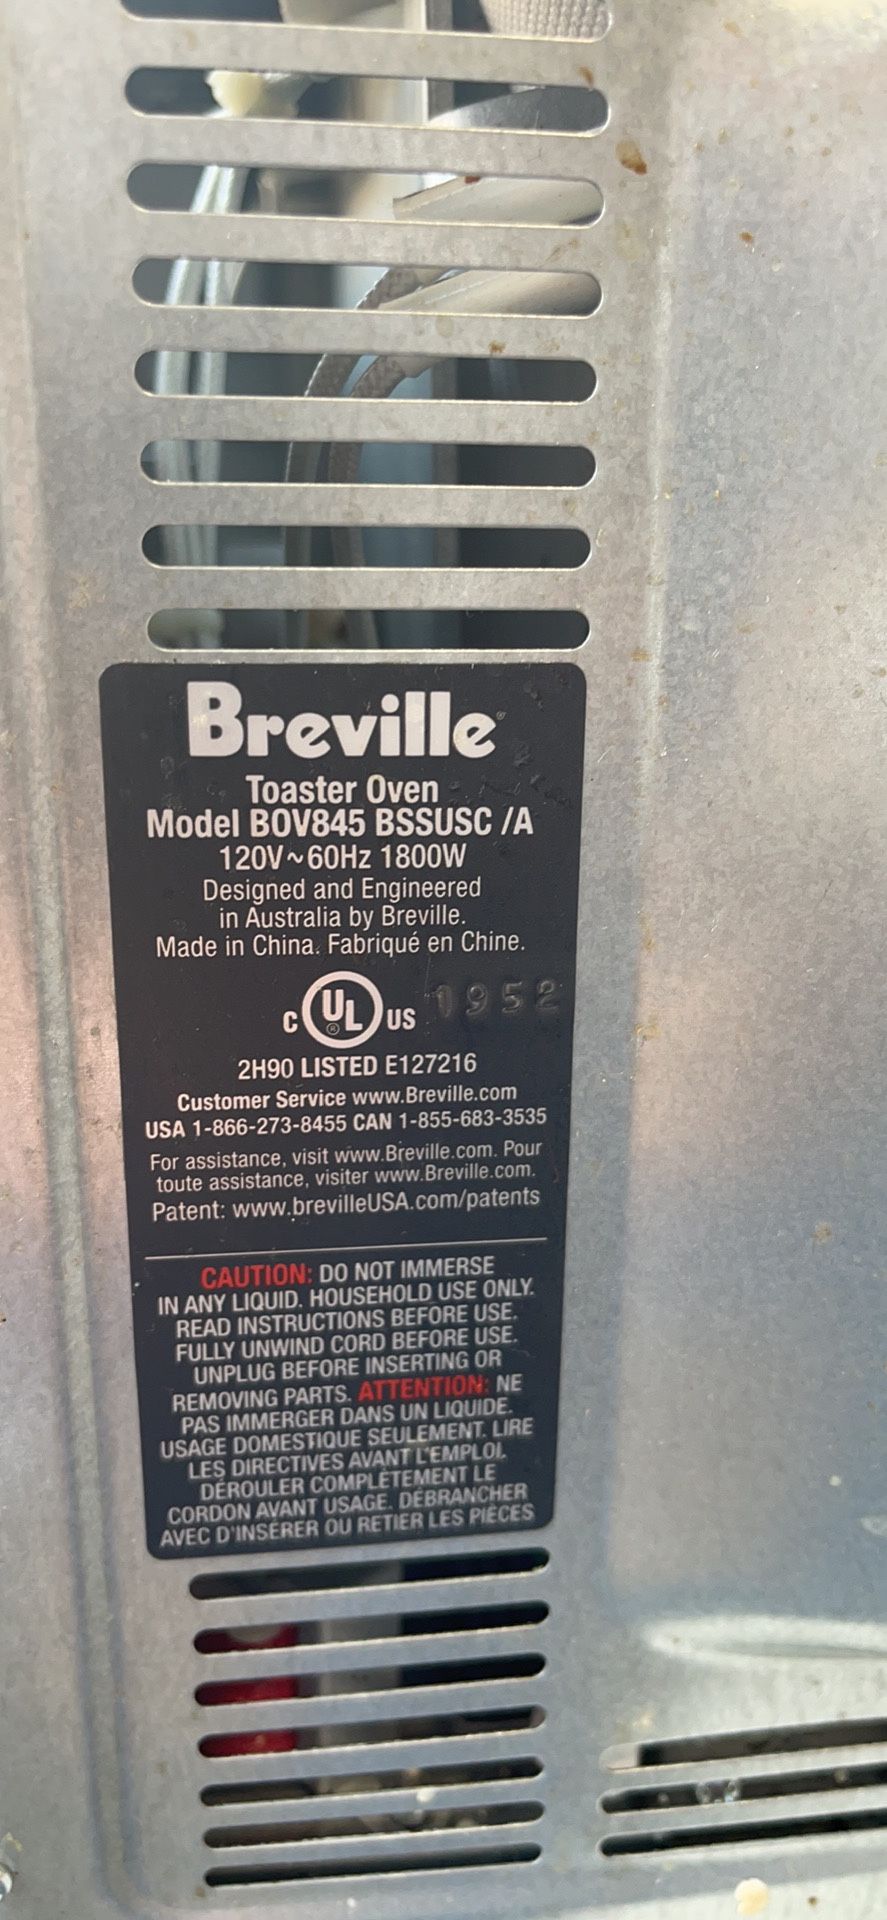 Breville®
Toaster Oven
Model BOV845 BSSUSC /A
120V~60Hz 1800W
Designed and Engineered
in Australia by Breville.
Made in China. Fabriqué en Chine.
C UL ® US 1952
2H90 LISTED E127216
Customer Service www.Breville.com
USA 1-866-273-8455 CAN 1-855-683-3535
For assistance, visit www.Breville.com. Pour
toute assistance, visiter www.Breville.com.
Patent: www.brevilleUSA.com/patents
CAUTION: DO NOT IMMERSE
IN ANY LIQUID. HOUSEHOLD USE ONLY.
READ INSTRUCTIONS BEFORE USE.
FULLY UNWIND CORD BEFORE USE.
UNPLUG BEFORE INSERTING OR
REMOVING PARTS. ATTENTION: NE
PAS IMMERGER DANS UN LIQUIDE.
USAGE DOMESTIQUE SEULEMENT. LIRE
LES DIRECTIVES AVANT L'EMPLOI.
DÉROULER COMPLÈTEMENT LE
CORDON AVANT USAGE. DÉBRANCHER
AVEC D'INSÉRER OU RETIER LES PIÈCES